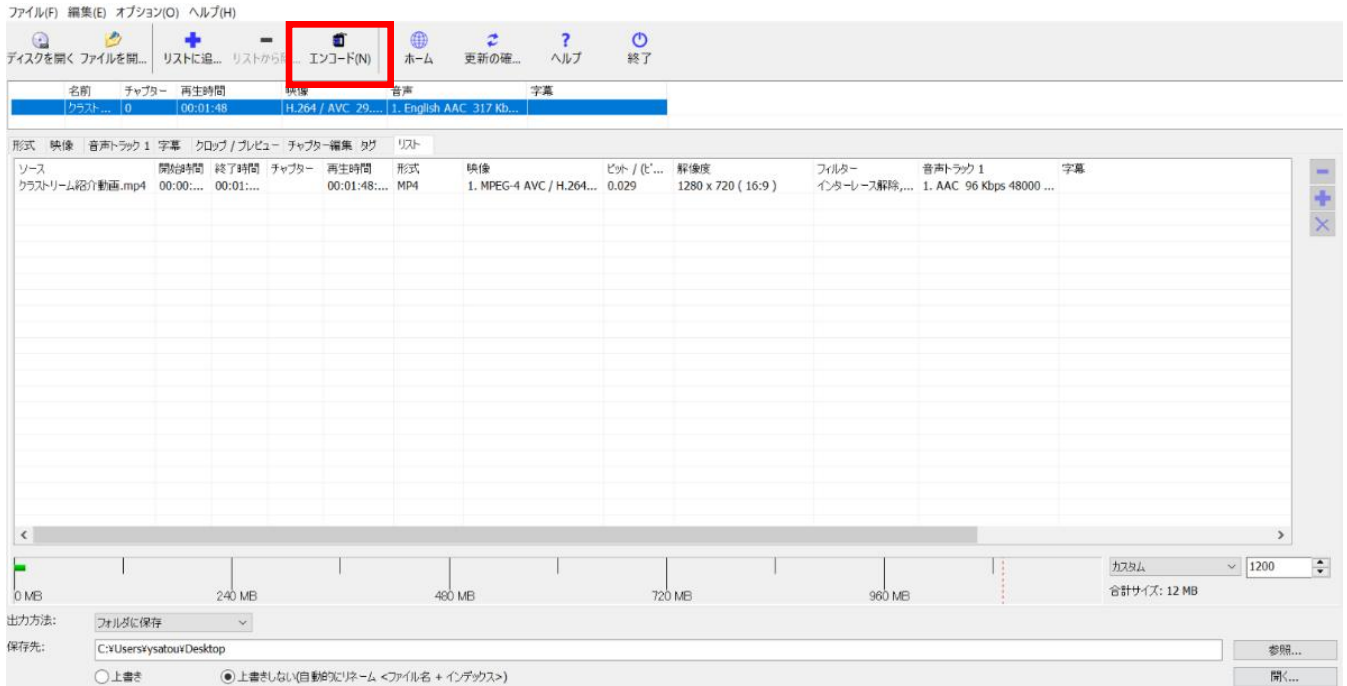 ファイル(F) 編集(E) オプション(O) ヘルプ(H)
ディスクを開く ファイルを開... リストに追... リストから エンコード(N) ホーム 更新の確... ヘルプ 終了
名前 チャプター 再生時間 映像 音声 字幕
クラスト... 0 00:01:48 H.264 / AVC 29.... 1. English AAC 317 Kb...
形式 映像 音声トラック 1 字幕 クロップ / プレビュー チャプター編集 タグ リスト
ソース 開始時間 終了時間 チャプター 再生時間 形式 映像 ビット / (ピ... 解像度 フィルター 音声トラック 1 字幕
クラストリーム紹介動画.mp4 00:00:... 00:01:... 00:01:48:... MP4 1. MPEG-4 AVC / H.264... 0.029 1280 x 720 ( 16:9 ) インターレース解除,... 1. AAC 96 Kbps 48000 ...
カスタム 1200
0 MB 240 MB 480 MB 720 MB 960 MB 合計サイズ: 12 MB
出力方法: フォルダに保存
保存先: C:¥Users¥ysatou¥Desktop 参照...
上書き 上書きしない(自動的にリネーム <ファイル名 + インデックス>) 開く...